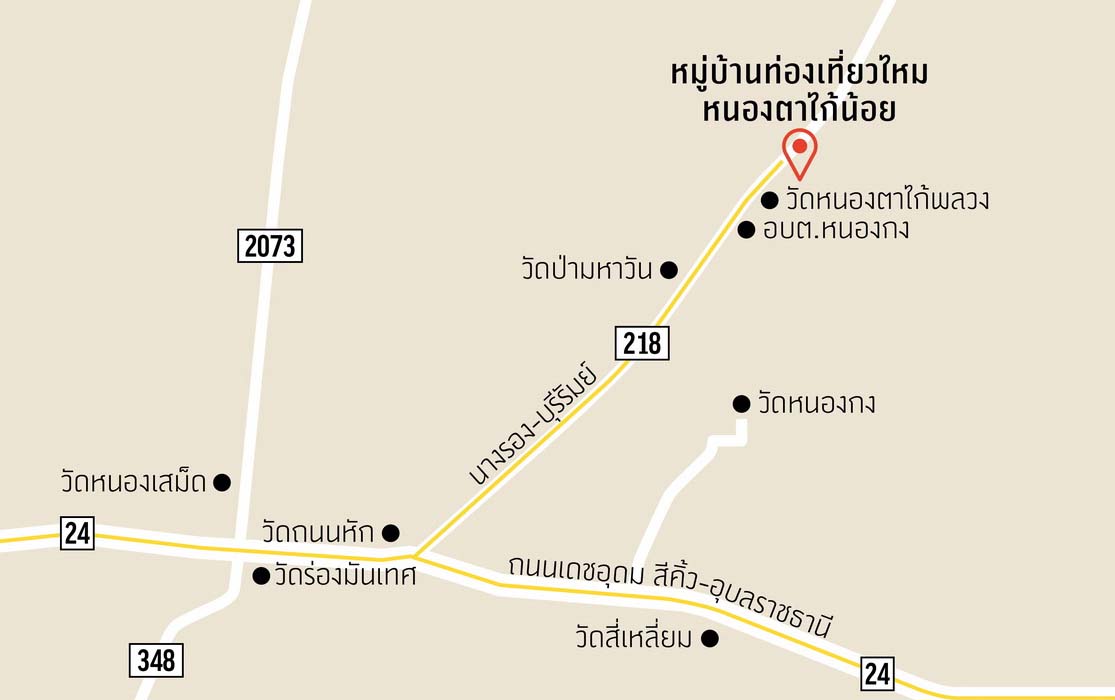 หมู่บ้านท่องเที่ยวไหม
หนองตาไก้น้อย
วัดหนองตาไก้พลวง
อบต.หนองกง
2073
วัดป่ามหาวัน
218
นางรอง-บุรีรัมย์
วัดหนองกง
วัดหนองเสม็ด
24
วัดถนนหัก
วัดร่องมันเทศ
ถนนเดชอุดม สีคิ้ว-อุบลราชธานี
วัดสี่เหลี่ยม
348
24